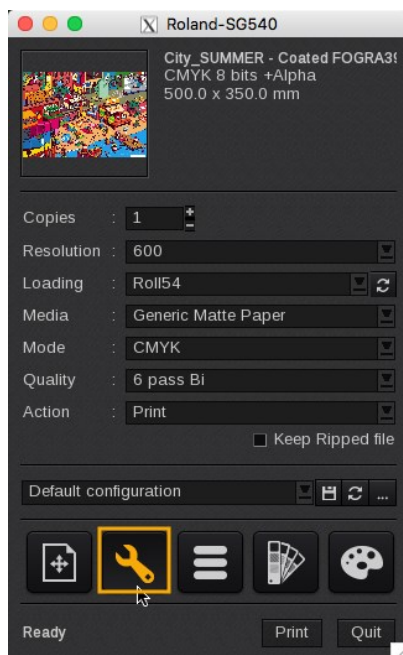 Roland-SG540
City_SUMMER - Coated FOGRA39
CMYK 8 bits +Alpha
500.0 x 350.0 mm
Copies : 1
Resolution : 600
Loading : Roll54
Media : Generic Matte Paper
Mode : CMYK
Quality : 6 pass Bi
Action : Print
Keep Ripped file
Default configuration
...
Ready Print Quit